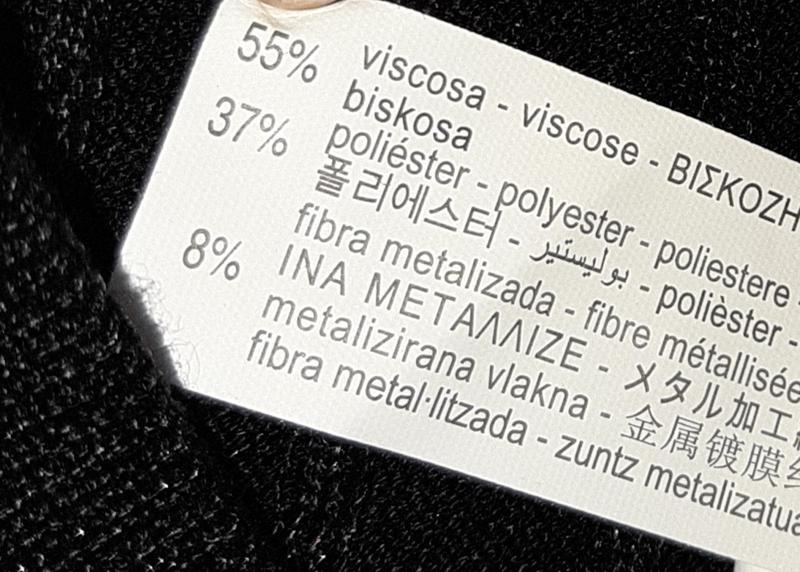 55% viscosa - viscose - ΒΙΣΚΟΖΗ
biskosa
37% poliéster - polyester - poliestere -
폴리에스터 - بوليستير - polièster -
8% fibra metalizada - fibre métallisée
ΙΝΑ ΜΕΤΑΛΛΙΖΕ - メタル加工
metalizirana vlakna - 金属镀膜
fibra metal·litzada - zuntz metalizatua